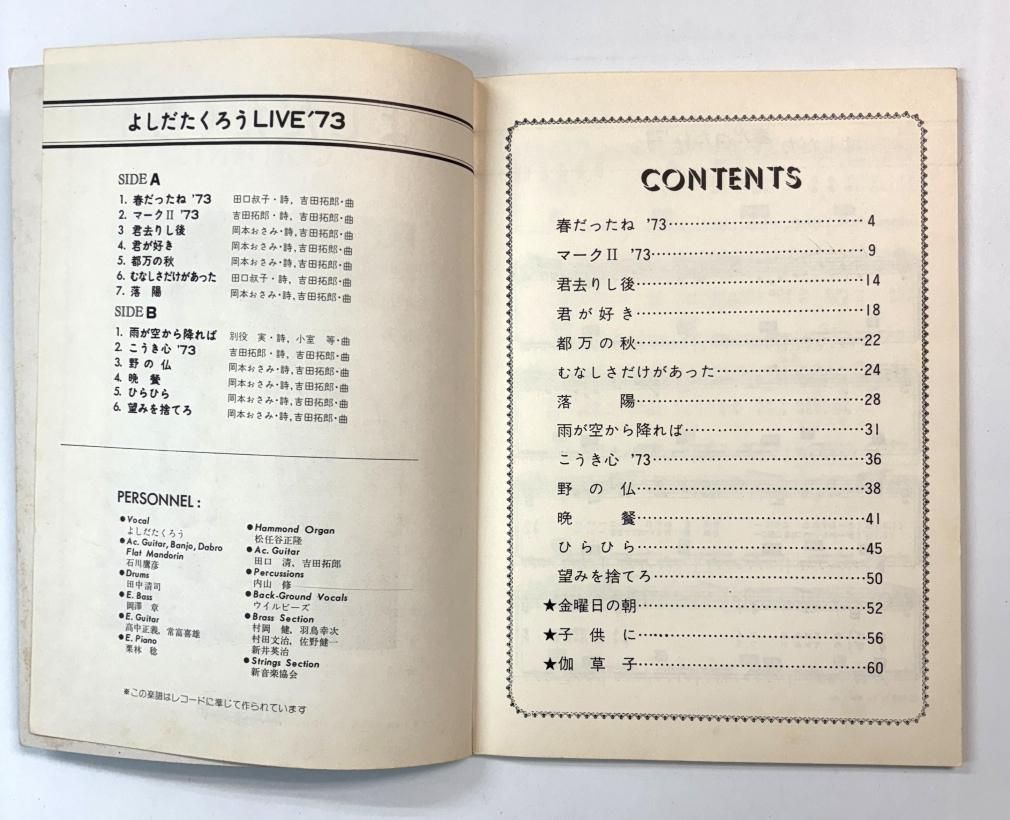 よしだたくろうLIVE'73
SIDE A
1. 春だったね '73 田口叔子・詩, 吉田拓郎・曲
2. マークⅡ '73 吉田拓郎・詩, 吉田拓郎・曲
3 君去りし後 岡本おさみ・詩,吉田拓郎・曲
4. 君が好き 岡本おさみ・詩,吉田拓郎・曲
5. 都万の秋 岡本おさみ・詩,吉田拓郎・曲
6. むなしさだけがあった 田口叔子・詩, 吉田拓郎・曲
7. 落 陽 岡本おさみ・詩,吉田拓郎・曲
SIDE B
1. 雨が空から降れば 別役 実・詩, 小室 等・曲
2. こうき心 '73 吉田拓郎・詩, 吉田拓郎・曲
3. 野の仏 岡本おさみ・詩,吉田拓郎・曲
4. 晩 餐 岡本おさみ・詩,吉田拓郎・曲
5. ひらひら 岡本おさみ・詩,吉田拓郎・曲
6. 望みを捨てろ 岡本おさみ・詩,吉田拓郎・曲
PERSONNEL:
●Vocal
よしだたくろう
●Ac. Guitar, Banjo, Dabro
Flat Mandorin
石川鷹彦
●Drums
田中清司
●E. Bass
岡澤 章
●E. Guitar
高中正義, 常富喜雄
●E. Piano
栗林 稔
●Hammond Organ
松任谷正隆
●Ac. Guitar
田口 清, 吉田拓郎
●Percussions
内山 修
●Back-Ground Vocals
ウイルビーズ
●Brass Section
村岡 健, 羽鳥幸次
村田文治, 佐野健一
新井英治
●Strings Section
新音楽協会
*この楽譜はレコードに準じて作られています
CONTENTS
春だったね '73 4
マークⅡ '73 9
君去りし後 14
君が好き 18
都万の秋 22
むなしさだけがあった 24
落 陽 28
雨が空から降れば 31
こうき心 '73 36
野の仏 38
晩 餐 41
ひらひら 45
望みを捨てろ 50
★金曜日の朝 52
★子供に 56
★伽草子 60